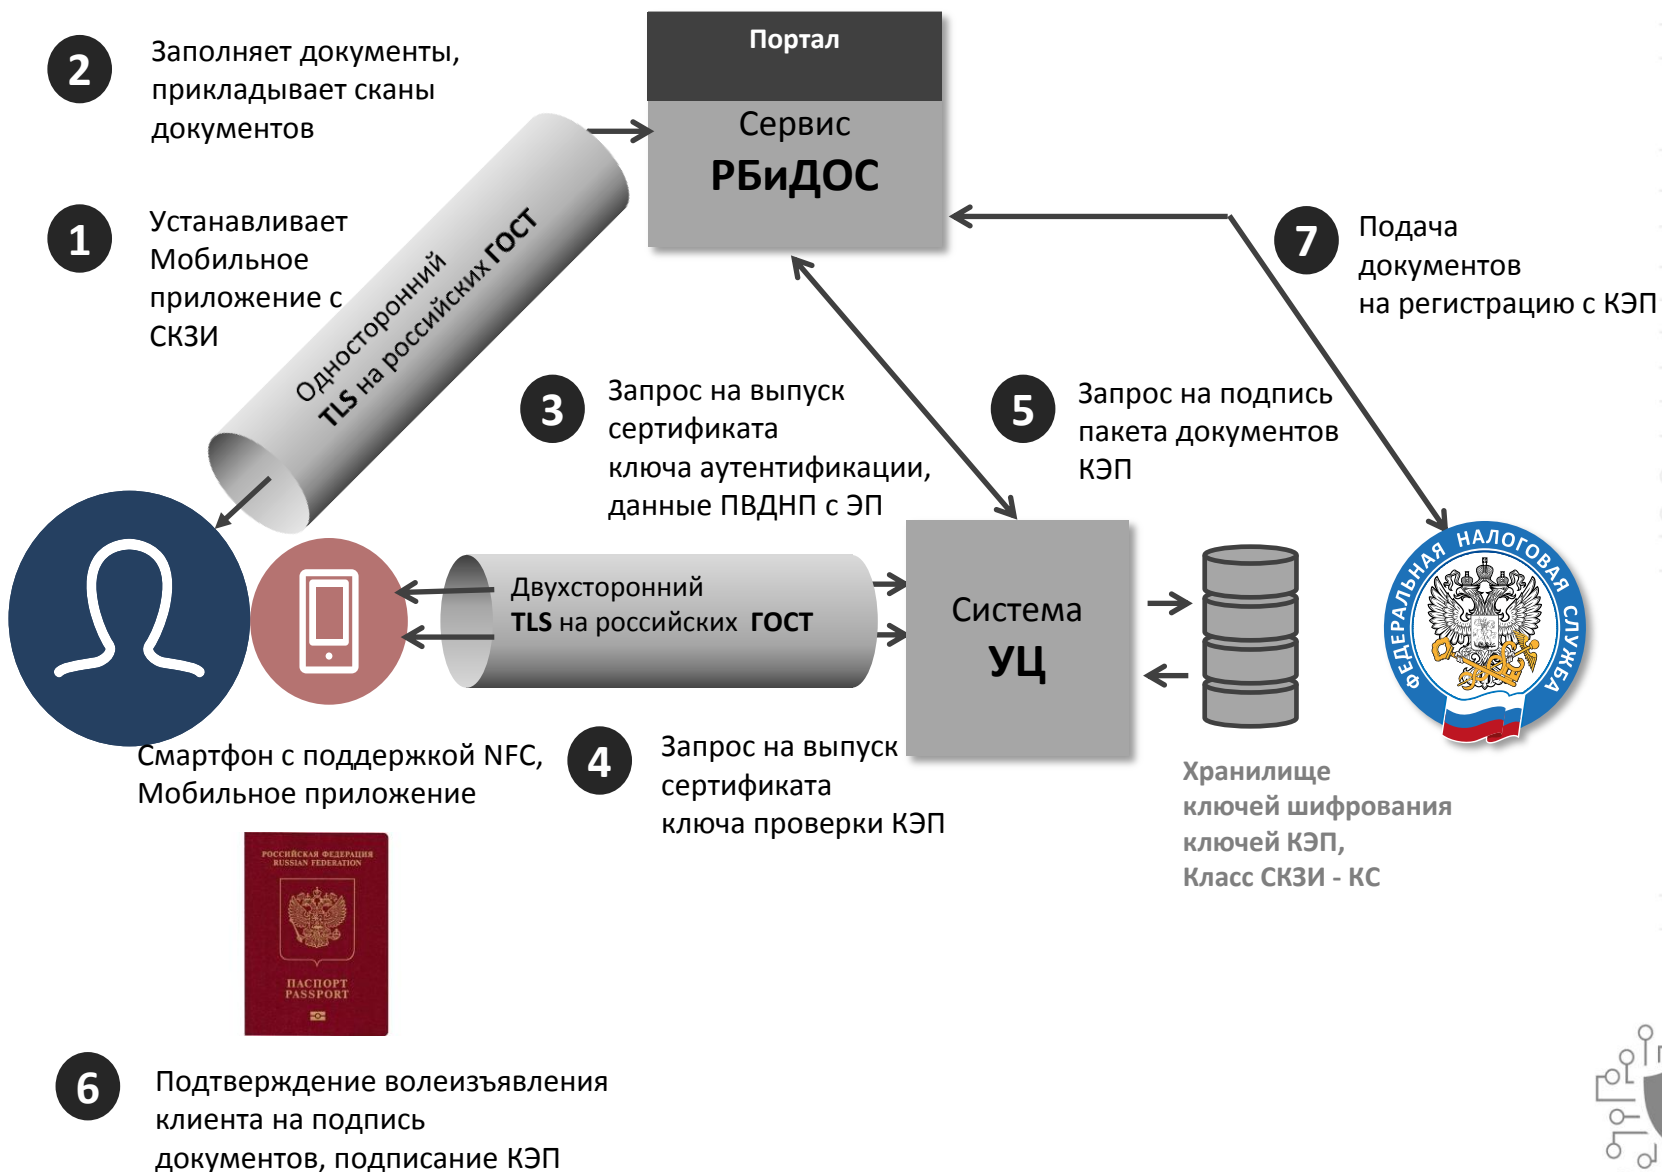 2
Заполняет документы,
прикладывает сканы
документов
1
Устанавливает
Мобильное
приложение с
СКЗИ
Односторонний
TLS на российских ГОСТ
Портал
Сервис
РБиДОС
7
Подача
документов
на регистрацию с КЭП
3
Запрос на выпуск
сертификата
ключа аутентификации,
данные ПВДНП с ЭП
5
Запрос на подпись
пакета документов
КЭП
Двухсторонний
TLS на российских ГОСТ
Система
УЦ
ФЕДЕРАЛЬНАЯ НАЛОГОВАЯ СЛУЖБА
Смартфон с поддержкой NFC,
Мобильное приложение
4
Запрос на выпуск
сертификата
ключа проверки КЭП
Хранилище
ключей шифрования
ключей КЭП,
Класс СКЗИ - КС
РОССИЙСКАЯ ФЕДЕРАЦИЯ
RUSSIAN FEDERATION
ПАСПОРТ
PASSPORT
6
Подтверждение волеизъявления
клиента на подпись
документов, подписание КЭП